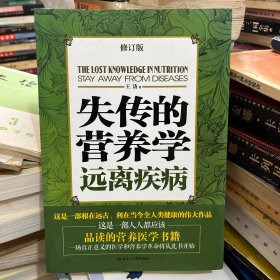 修订版
THE LOST KNOWLEDGE IN NUTRITION
STAY AWAY FROM DISEASES
王涛
失传的
营养学
远离疾病
这是一部根在远古、利在当今全人类健康的伟大作品
这是一部人人都应该
品读的营养医学书籍
一场真正意义的医学和营养学革命将从此书开始